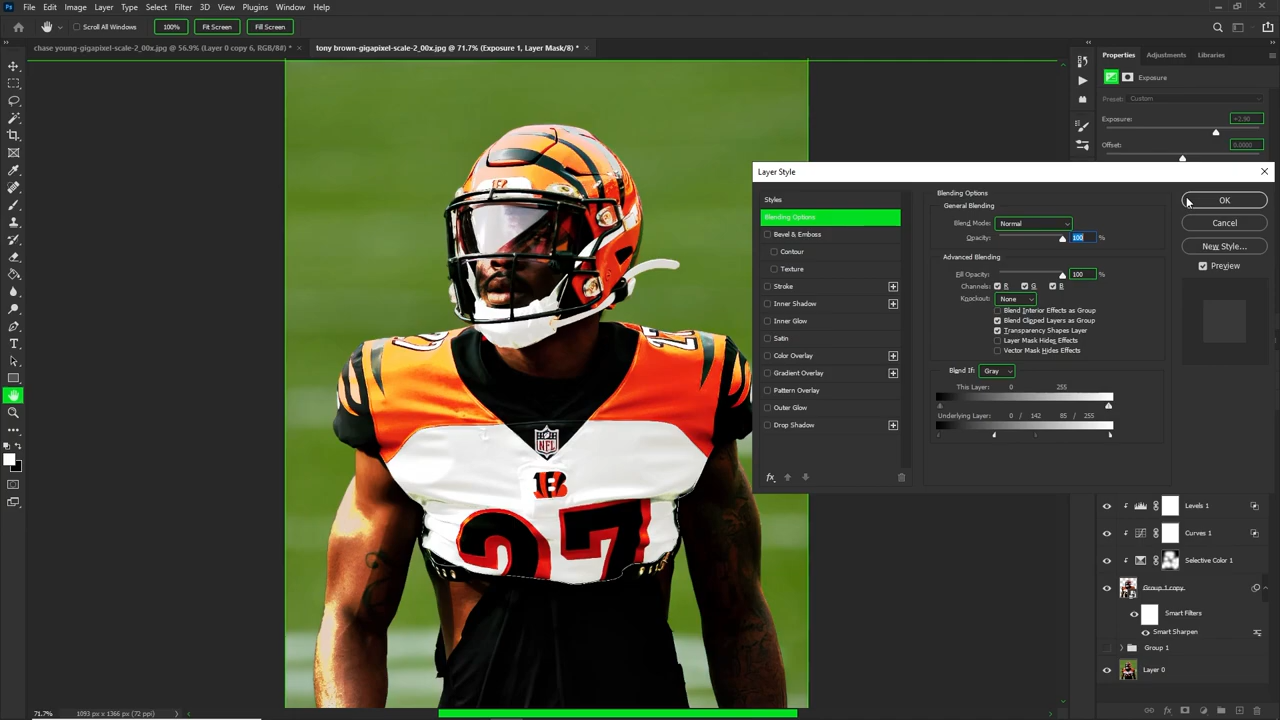 Ps File Edit Image Layer Type Select Filter 3D View Plugins Window Help
Scroll All Windows 100% Fit Screen Fill Screen
chase young-gigapixel-scale-2_00x.jpg @ 56.9% (Layer 0 copy 6, RGB/8#) * ×
tony brown-gigapixel-scale-2_00x.jpg @ 71.7% (Exposure 1, Layer Mask/8) * ×
Properties Adjustments Libraries
Exposure
Preset: Custom
Exposure: +2.90
Offset: 0.0000
Layer Style
Styles
Blending Options
Bevel & Emboss
Contour
Texture
Stroke
Inner Shadow
Inner Glow
Satin
Color Overlay
Gradient Overlay
Pattern Overlay
Outer Glow
Drop Shadow
fx
Blending Options
General Blending
Blend Mode: Normal
Opacity: 100 %
Advanced Blending
Fill Opacity: 100 %
Channels: R G B
Knockout: None
Blend Interior Effects as Group
Blend Clipped Layers as Group
Transparency Shapes Layer
Layer Mask Hides Effects
Vector Mask Hides Effects
Blend If: Gray
This Layer: 0 255
Underlying Layer: 0 / 142 85 / 255
OK
Cancel
New Style...
Preview
NFL
B
27
Levels 1
Curves 1
Selective Color 1
Group 1 copy
Smart Filters
Smart Sharpen
Group 1
Layer 0
71.7% 1093 px x 1366 px (72 ppi)